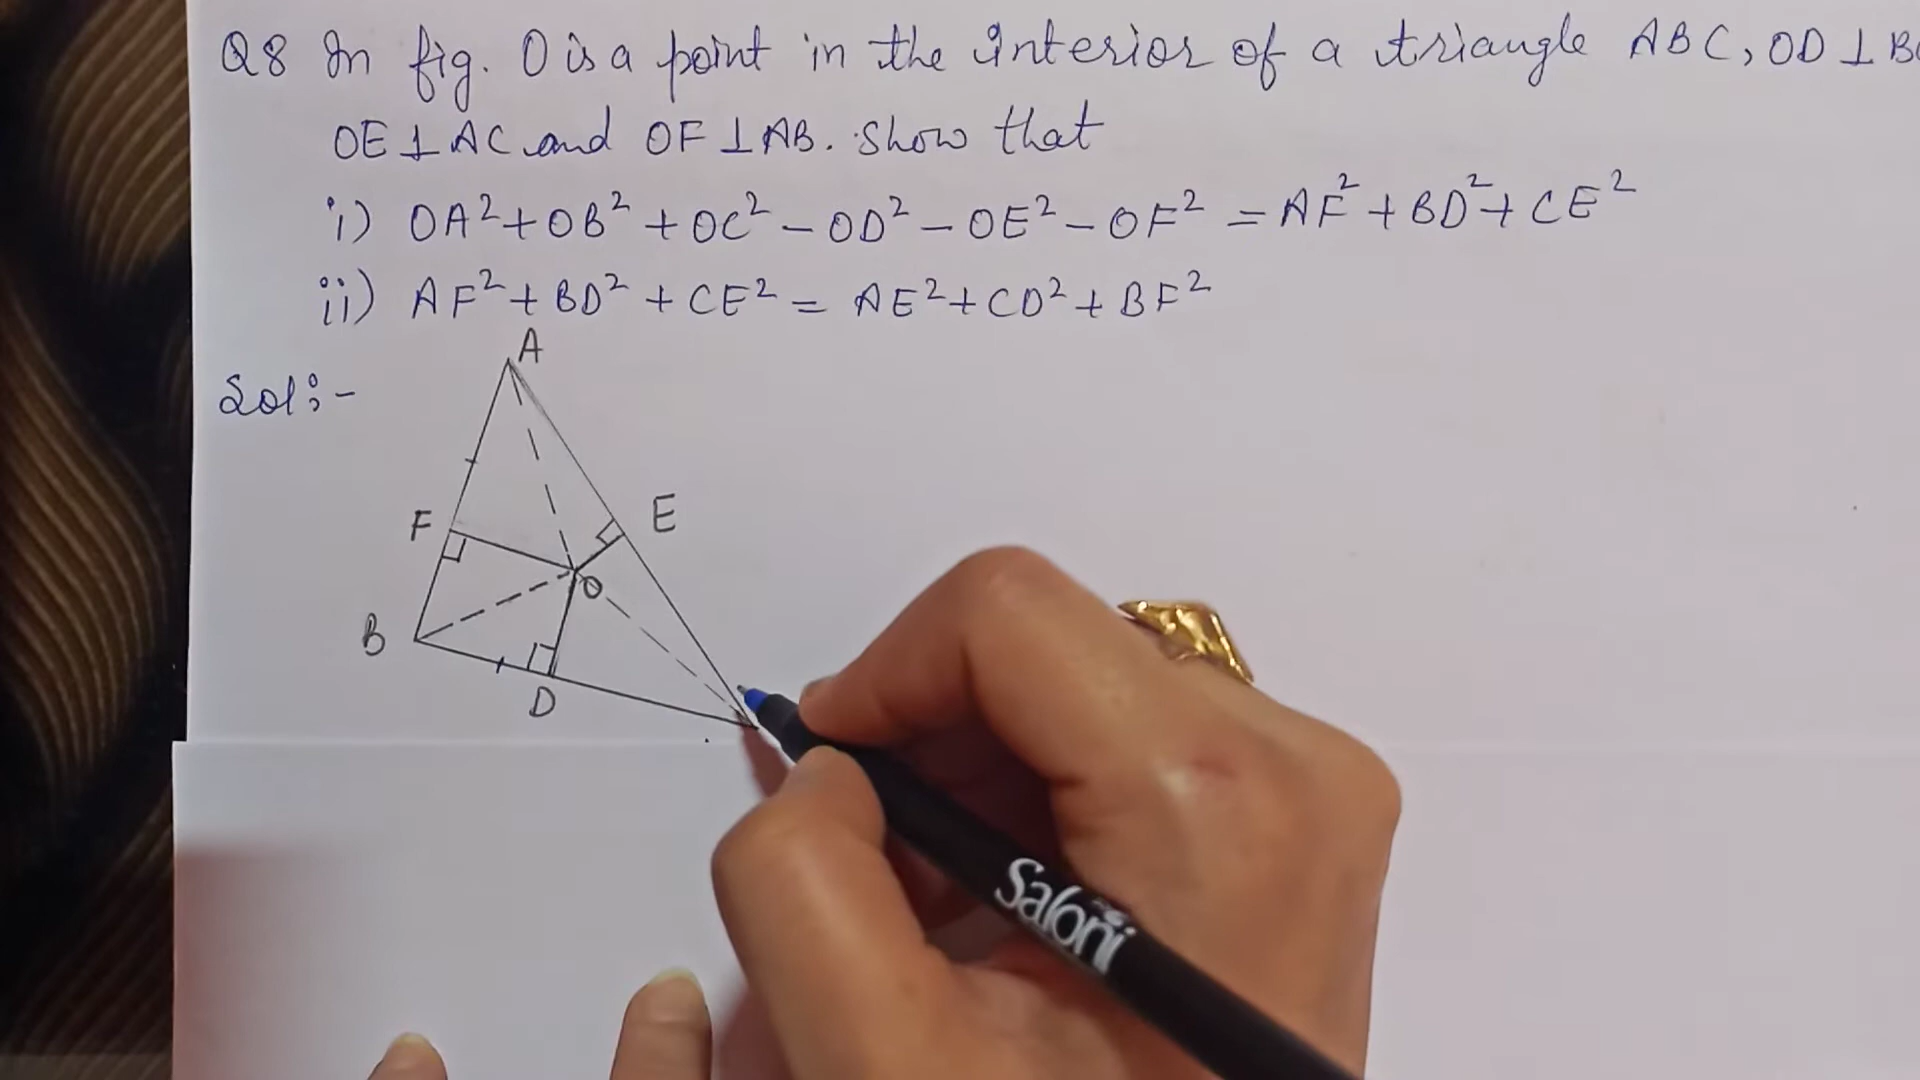 Q8 In fig. O is a point in the interior of a triangle ABC, OD ⊥ BC
OE ⊥ AC and OF ⊥ AB. Show that
i) OA² + OB² + OC² - OD² - OE² - OF² = AF² + BD² + CE²
ii) AF² + BD² + CE² = AE² + CD² + BF²
A
Sol:-
F
E
O
B
D
Saloni